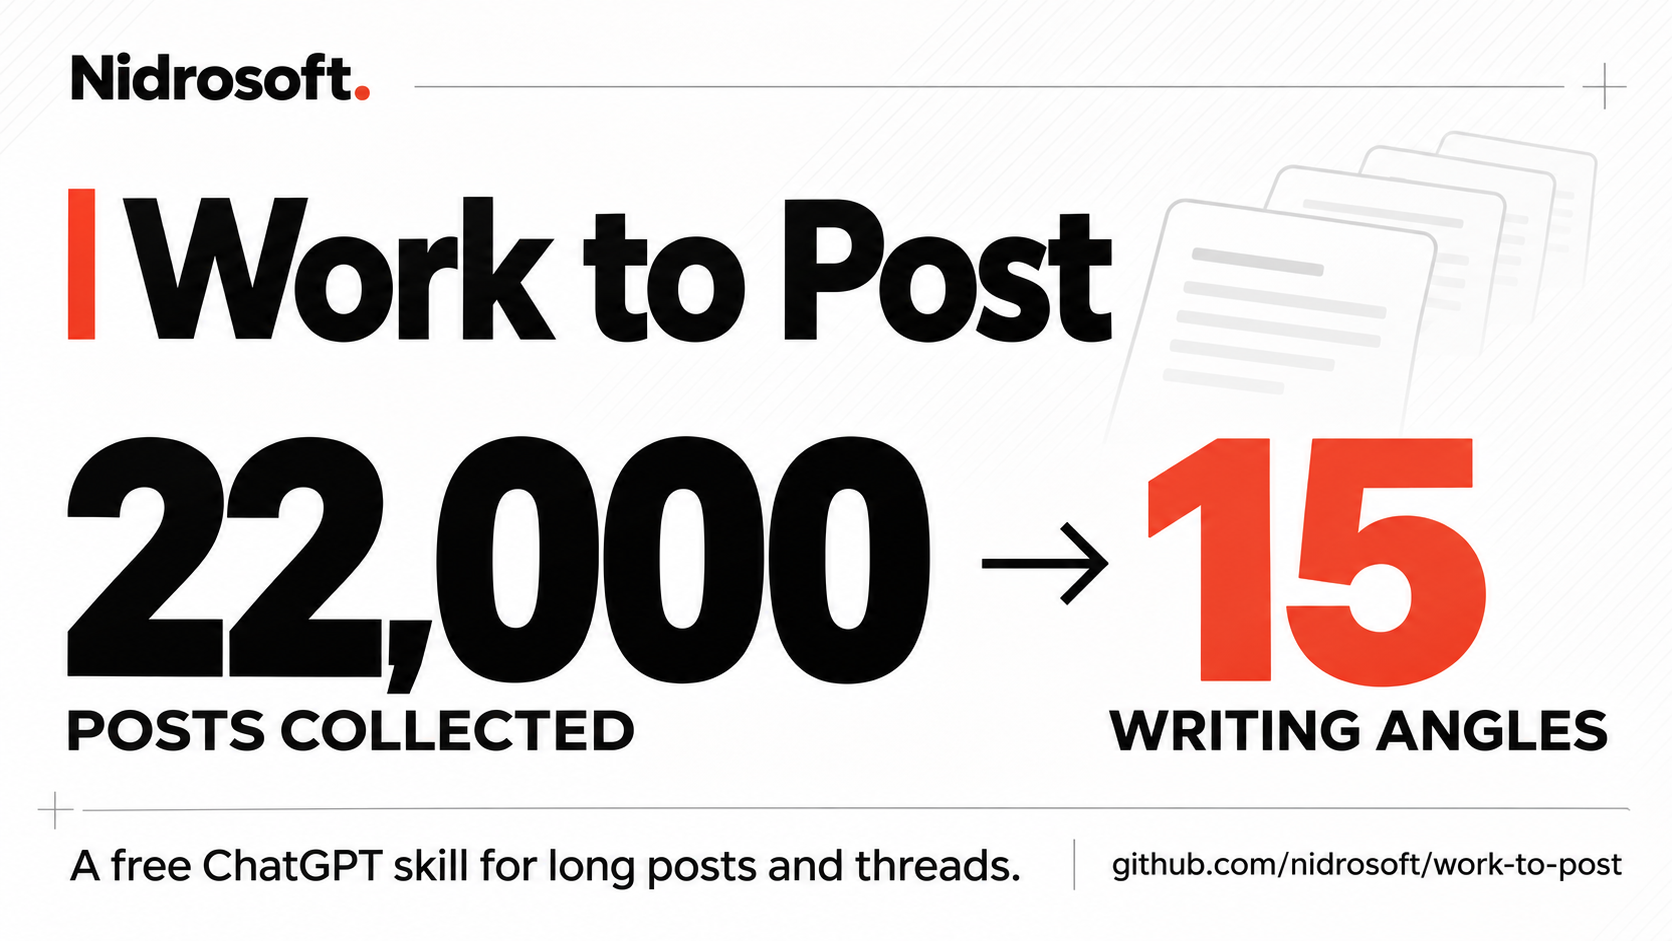 Nidrosoft.
Work to Post
22,000 → 15
POSTS COLLECTED
WRITING ANGLES
A free ChatGPT skill for long posts and threads.
github.com/nidrosoft/work-to-post